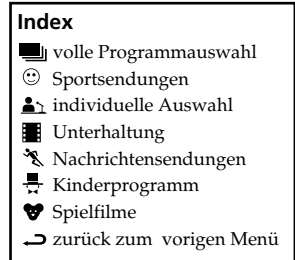 Index
volle Programmauswahl
Sportsendungen
individuelle Auswahl
Unterhaltung
Nachrichtensendungen
Kinderprogramm
Spielfilme
zurück zum vorigen Menü